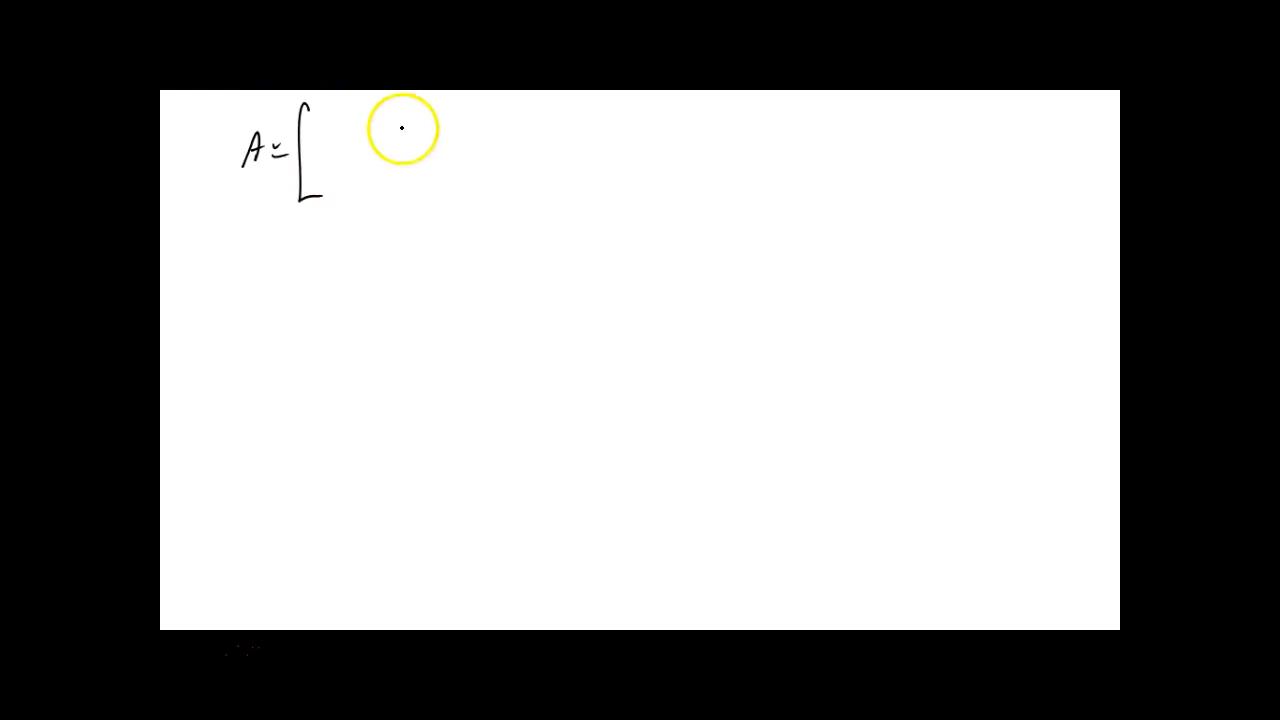 A = [